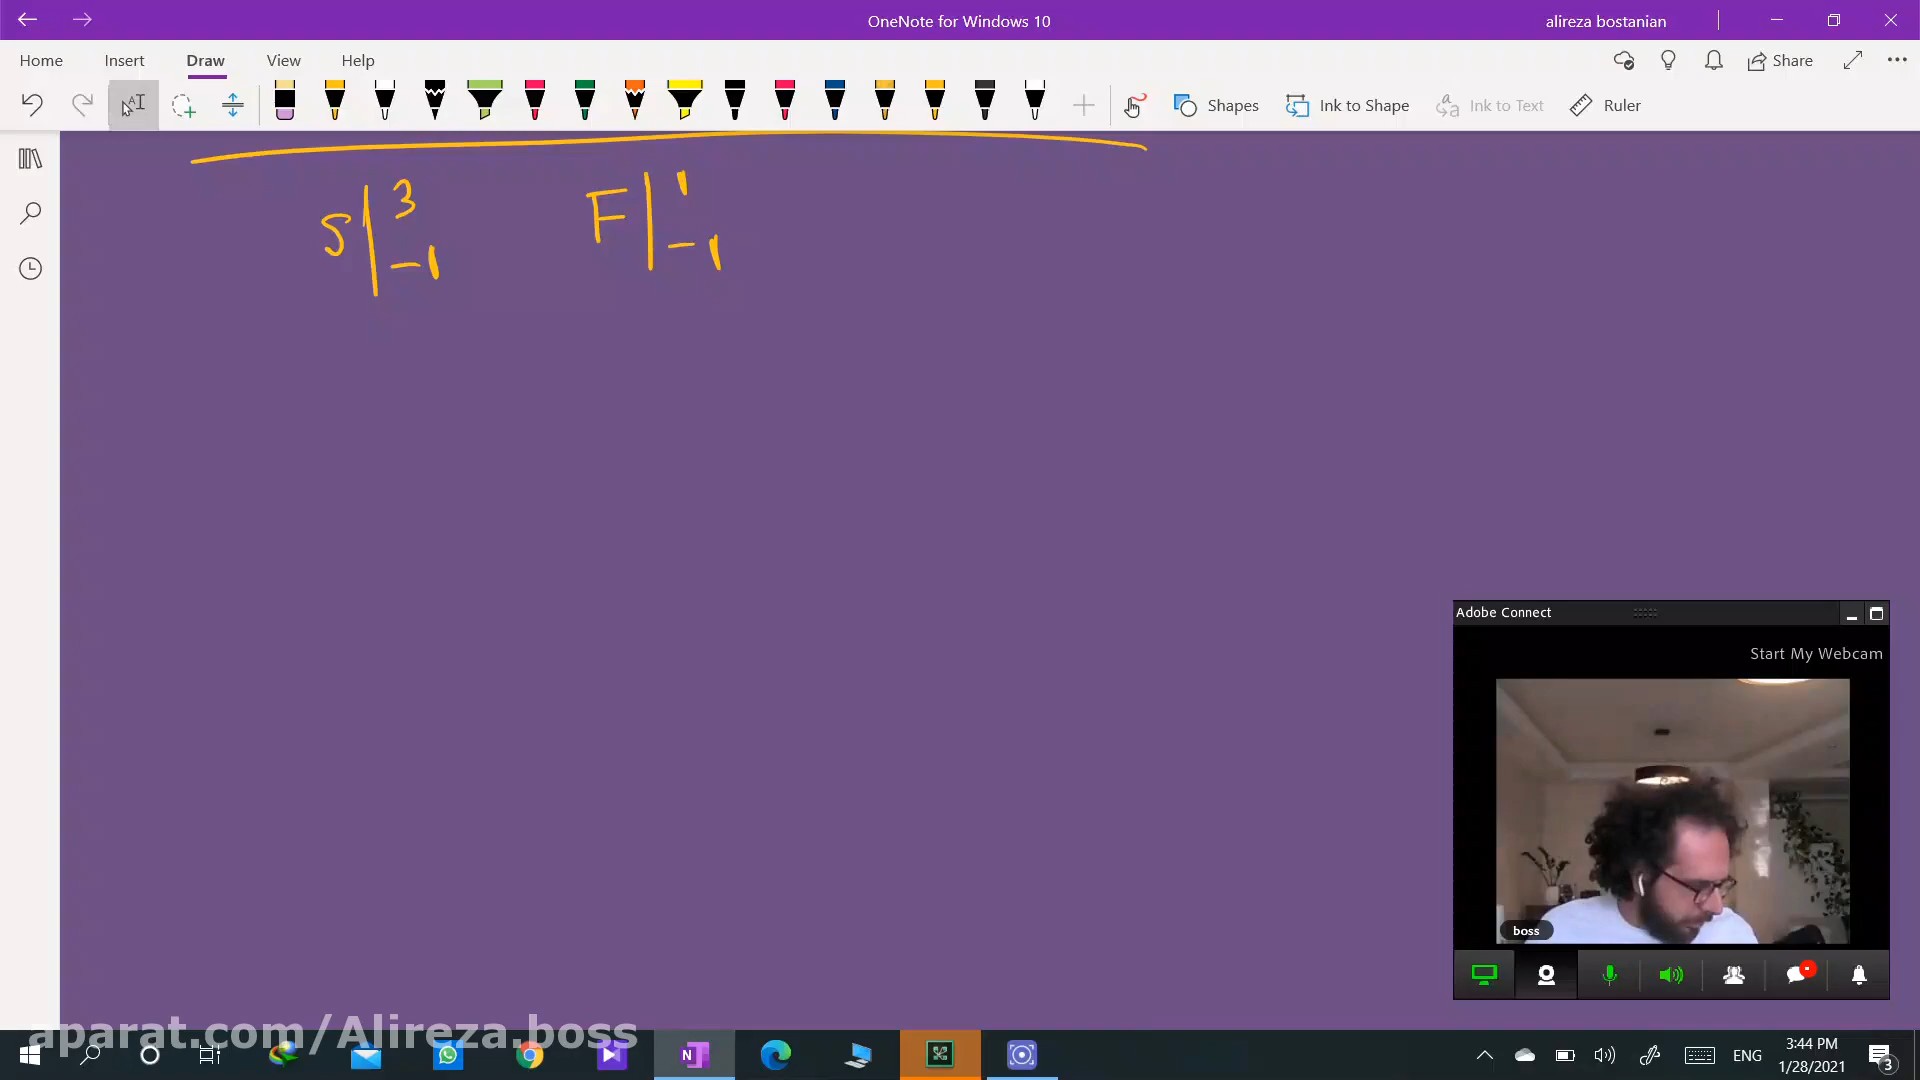 OneNote for Windows 10
alireza bostanian
Home
Insert
Draw
View
Help
Share
Shapes
Ink to Shape
Ink to Text
Ruler
S | 3
-1
F | 1
-1
Adobe Connect
Start My Webcam
boss
aparat.com/Alireza.boss
ENG
3:44 PM
1/28/2021
3